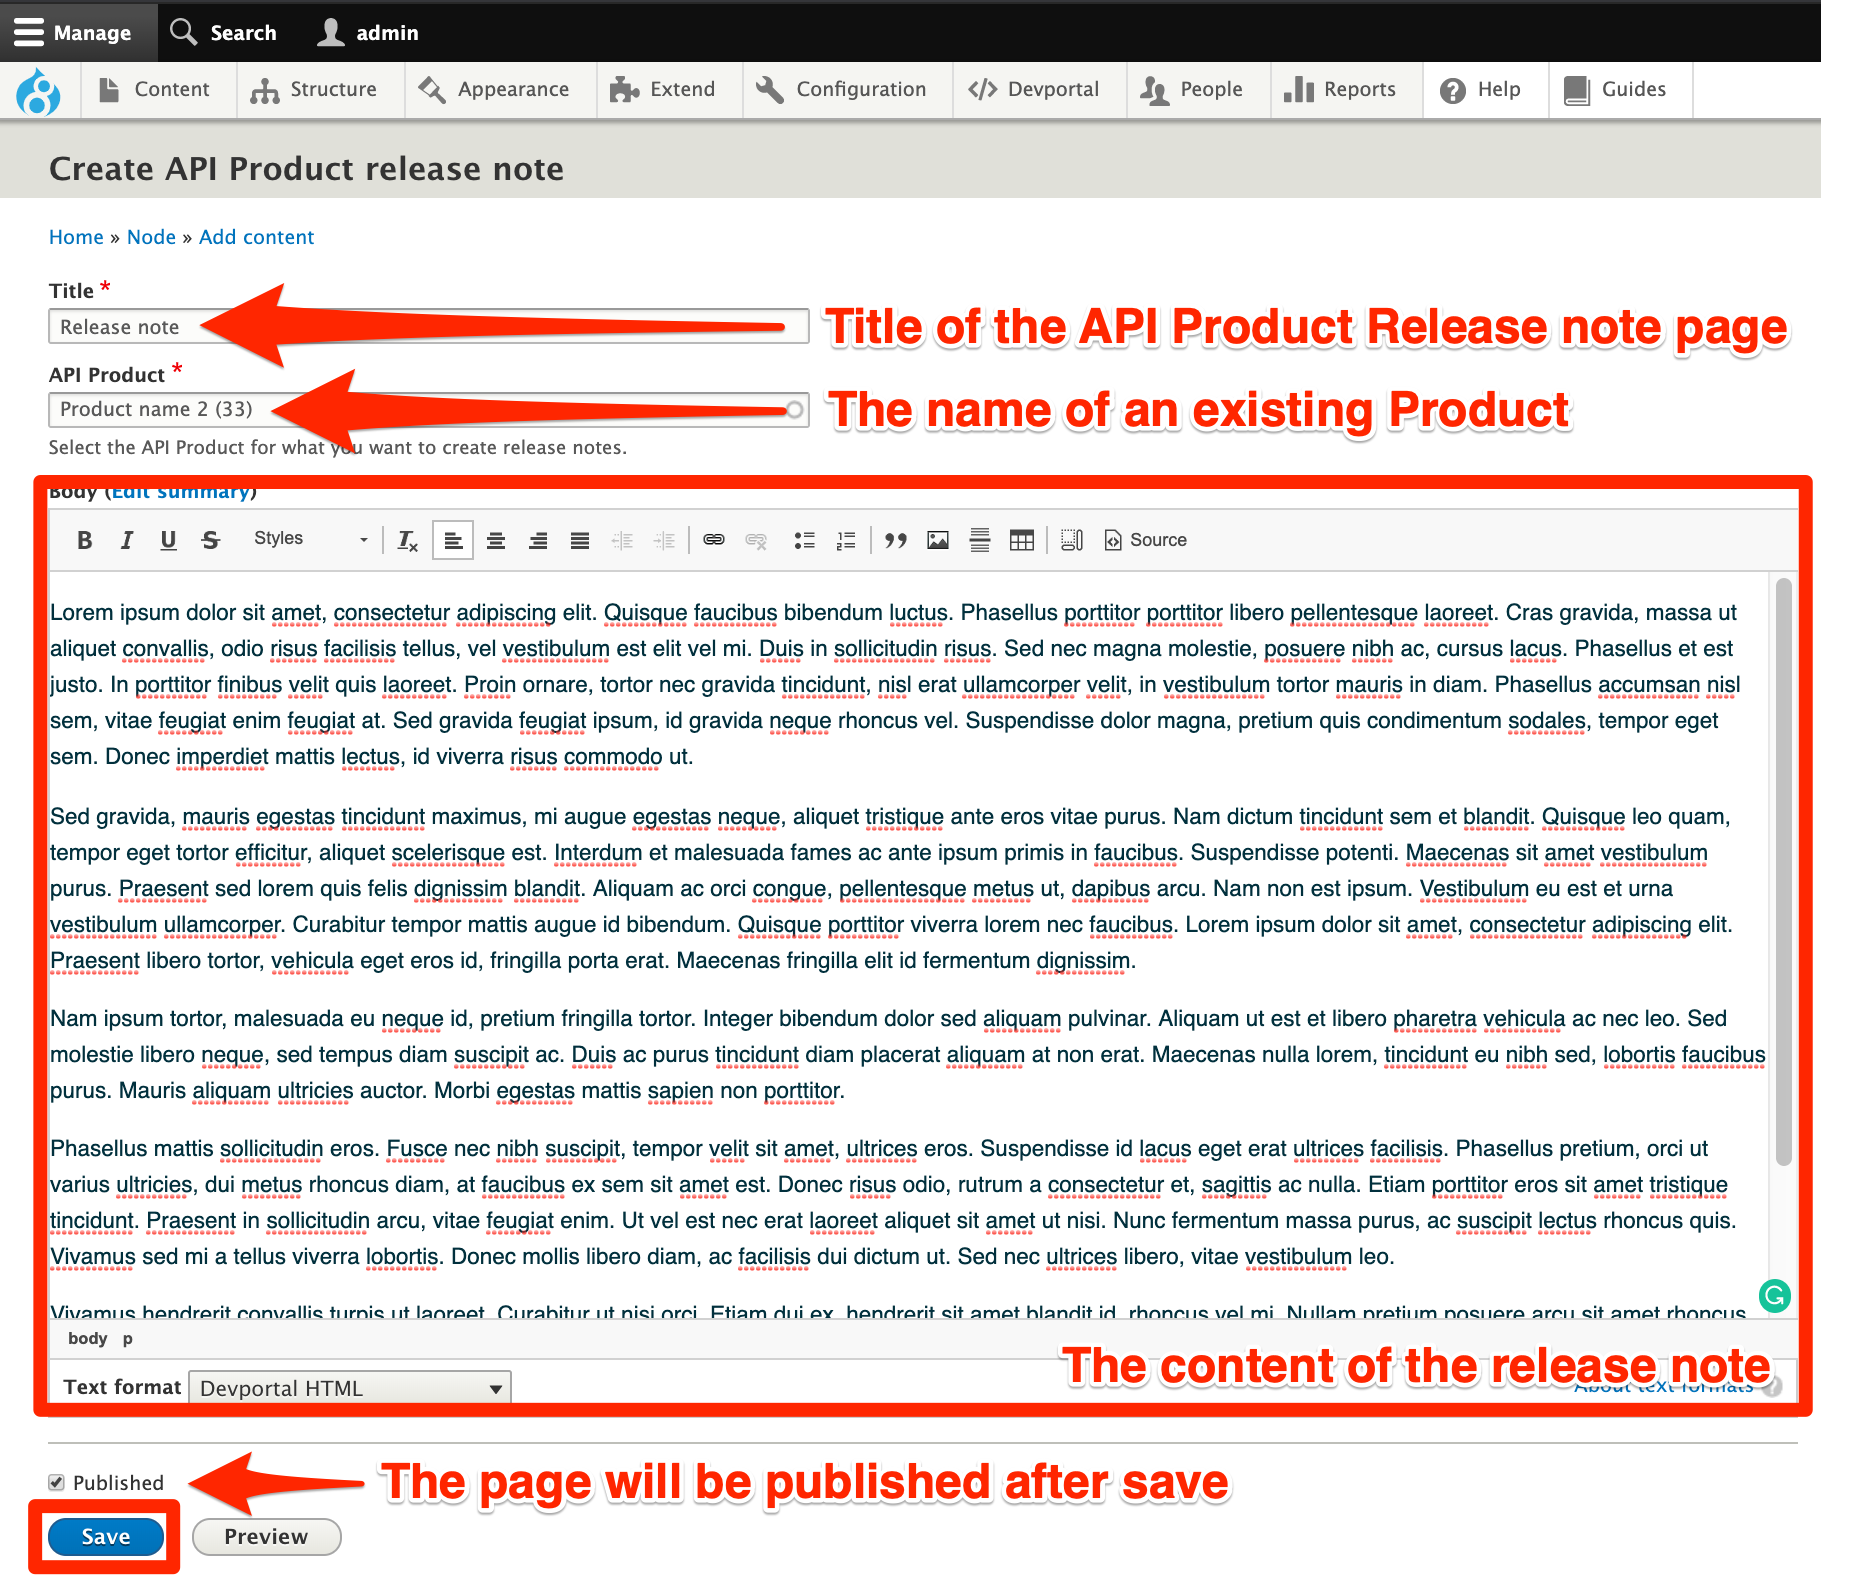 Manage Search admin
Content Structure Appearance Extend Configuration Devportal People Reports Help Guides
Create API Product release note
Home » Node » Add content
Title *
Release note
Title of the API Product Release note page
API Product *
Product name 2 (33)
The name of an existing Product
Select the API Product for what you want to create release notes.
Body (Edit summary)
B I U S Styles Source
Lorem ipsum dolor sit amet, consectetur adipiscing elit. Quisque faucibus bibendum luctus. Phasellus porttitor porttitor libero pellentesque laoreet. Cras gravida, massa ut
aliquet convallis, odio risus facilisis tellus, vel vestibulum est elit vel mi. Duis in sollicitudin risus. Sed nec magna molestie, posuere nibh ac, cursus lacus. Phasellus et est
justo. In porttitor finibus velit quis laoreet. Proin ornare, tortor nec gravida tincidunt, nisl erat ullamcorper velit, in vestibulum tortor mauris in diam. Phasellus accumsan nisl
sem, vitae feugiat enim feugiat at. Sed gravida feugiat ipsum, id gravida neque rhoncus vel. Suspendisse dolor magna, pretium quis condimentum sodales, tempor eget
sem. Donec imperdiet mattis lectus, id viverra risus commodo ut.
Sed gravida, mauris egestas tincidunt maximus, mi augue egestas neque, aliquet tristique ante eros vitae purus. Nam dictum tincidunt sem et blandit. Quisque leo quam,
tempor eget tortor efficitur, aliquet scelerisque est. Interdum et malesuada fames ac ante ipsum primis in faucibus. Suspendisse potenti. Maecenas sit amet vestibulum
purus. Praesent sed lorem quis felis dignissim blandit. Aliquam ac orci congue, pellentesque metus ut, dapibus arcu. Nam non est ipsum. Vestibulum eu est et urna
vestibulum ullamcorper. Curabitur tempor mattis augue id bibendum. Quisque porttitor viverra lorem nec faucibus. Lorem ipsum dolor sit amet, consectetur adipiscing elit.
Praesent libero tortor, vehicula eget eros id, fringilla porta erat. Maecenas fringilla elit id fermentum dignissim.
Nam ipsum tortor, malesuada eu neque id, pretium fringilla tortor. Integer bibendum dolor sed aliquam pulvinar. Aliquam ut est et libero pharetra vehicula ac nec leo. Sed
molestie libero neque, sed tempus diam suscipit ac. Duis ac purus tincidunt diam placerat aliquam at non erat. Maecenas nulla lorem, tincidunt eu nibh sed, lobortis faucibus
purus. Mauris aliquam ultricies auctor. Morbi egestas mattis sapien non porttitor.
Phasellus mattis sollicitudin eros. Fusce nec nibh suscipit, tempor velit sit amet, ultrices eros. Suspendisse id lacus eget erat ultrices facilisis. Phasellus pretium, orci ut
varius ultricies, dui metus rhoncus diam, at faucibus ex sem sit amet est. Donec risus odio, rutrum a consectetur et, sagittis ac nulla. Etiam porttitor eros sit amet tristique
tincidunt. Praesent in sollicitudin arcu, vitae feugiat enim. Ut vel est nec erat laoreet aliquet sit amet ut nisi. Nunc fermentum massa purus, ac suscipit lectus rhoncus quis.
Vivamus sed mi a tellus viverra lobortis. Donec mollis libero diam, ac facilisis dui dictum ut. Sed nec ultrices libero, vitae vestibulum leo.
Vivamus hendrerit convallis turpis ut laoreet. Curabitur ut nisi orci. Etiam dui ex, hendrerit sit amet blandit id, rhoncus vel mi. Nullam pretium posuere arcu sit amet rhoncus.
body p
The content of the release note
Text format Devportal HTML
About text formats ?
Published
The page will be published after save
Save Preview